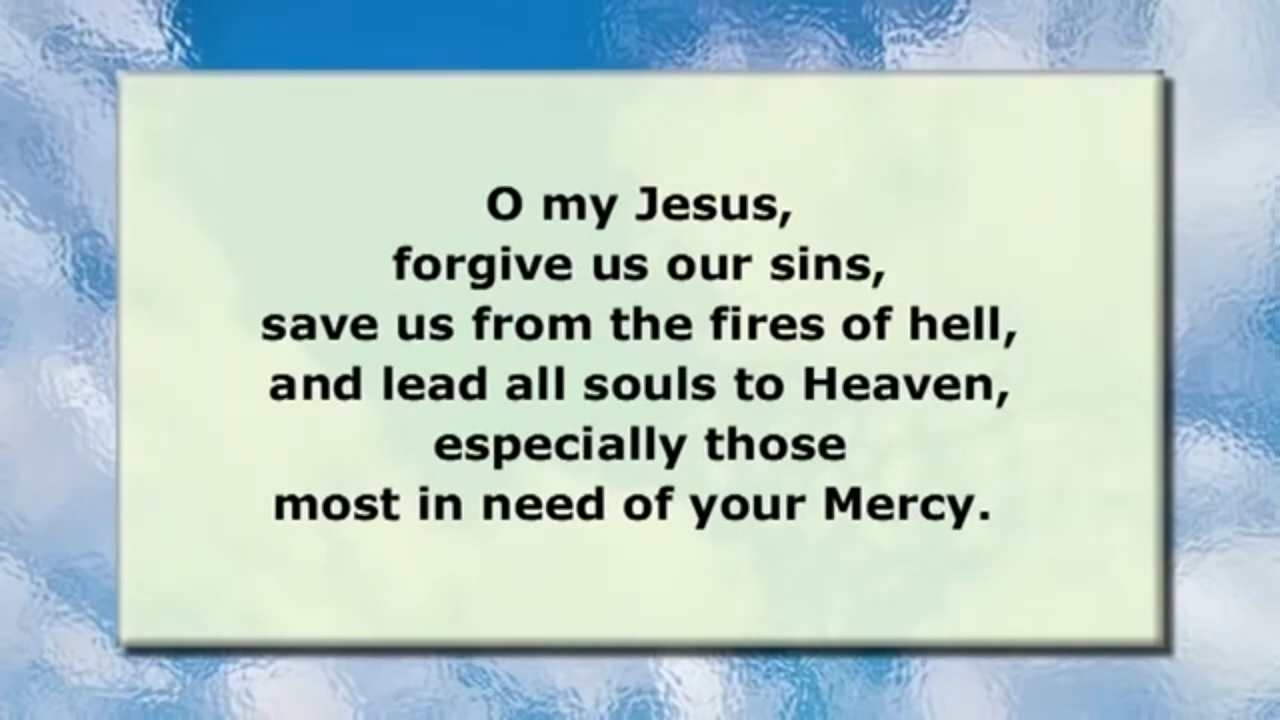 O my Jesus,
forgive us our sins,
save us from the fires of hell,
and lead all souls to Heaven,
especially those
most in need of your Mercy.